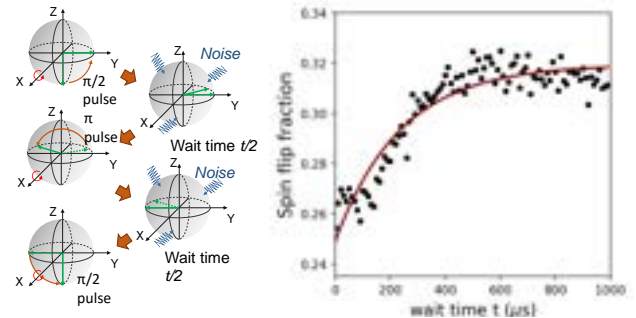 Z
Y
X
π/2
pulse
Z
Noise
Y
X
Wait time t/2
Z
π
pulse
Y
X
Z
Noise
Y
X
Wait time
t/2
Z
Y
X
π/2
pulse
0.34
0.32
0.30
0.28
0.26
0.24
Spin flip fraction
0 200 400 600 800 1000
wait time t (μs)